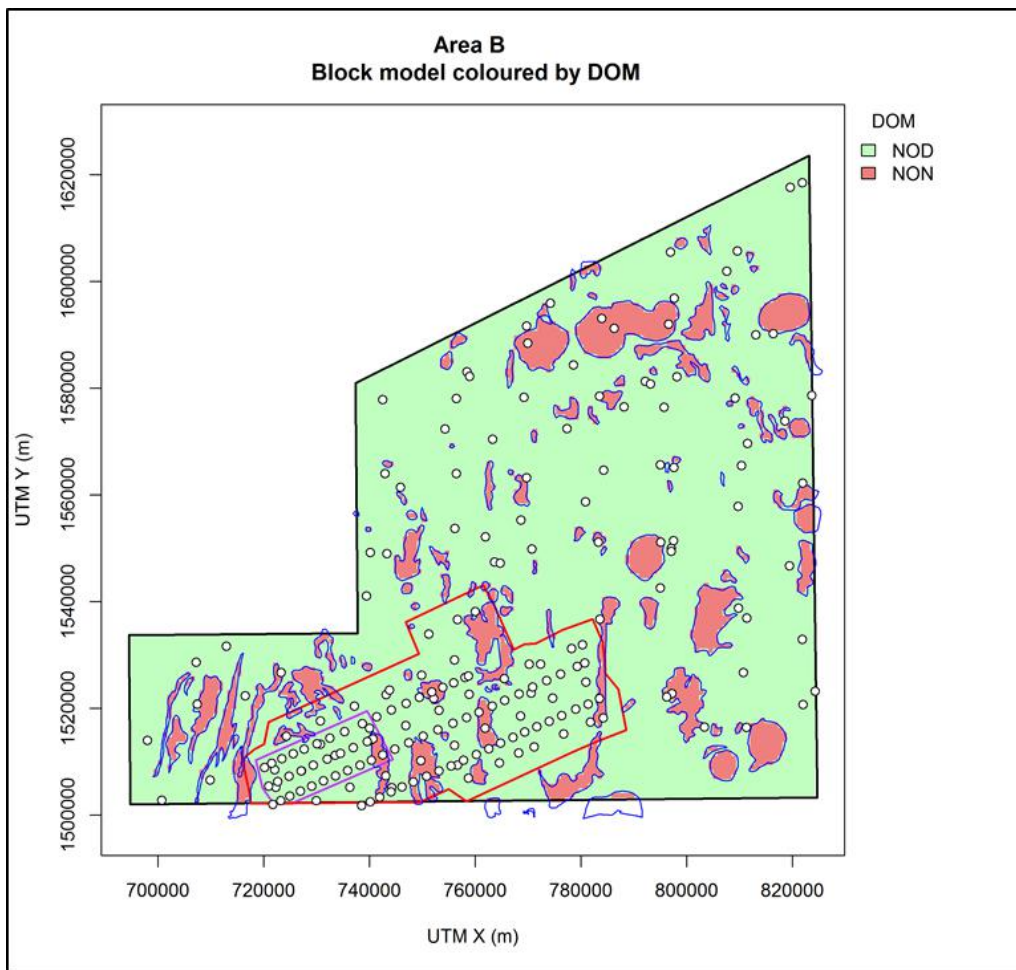 Area B
Block model coloured by DOM
DOM
NOD
NON
UTM Y (m)
1620000
1600000
1580000
1560000
1540000
1520000
1500000
700000 720000 740000 760000 780000 800000 820000
UTM X (m)